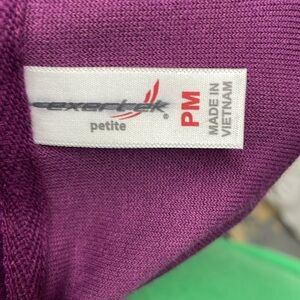 exertek®
petite
PM
MADE IN
VIETNAM